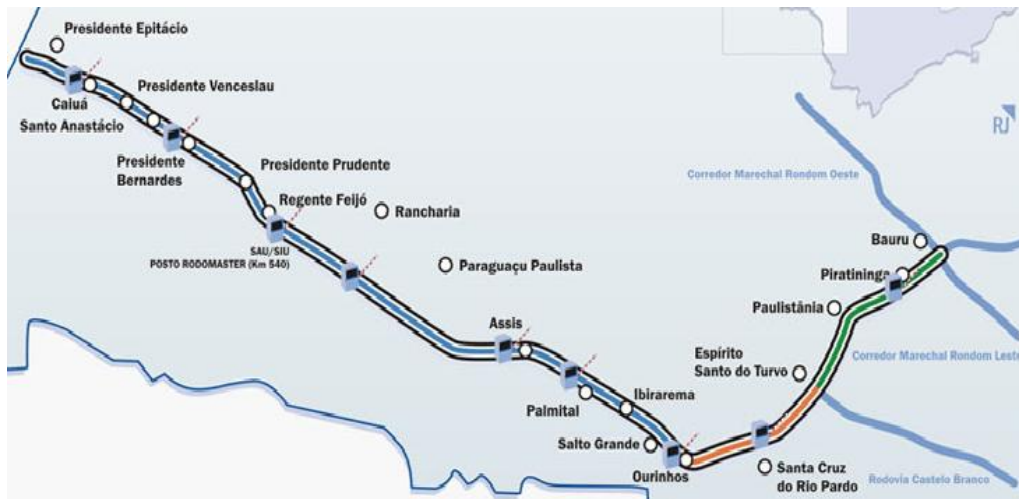 Presidente Epitácio
Presidente Venceslau
Caiuá
Santo Anastácio
Presidente
Bernardes
Presidente Prudente
Regente Feijó
Rancharia
SAU/SIU
POSTO RODOMASTER (Km 540)
Paraguaçu Paulista
Assis
Palmital
Ibirarema
Salto Grande
Ourinhos
Santa Cruz
do Rio Pardo
Espírito
Santo do Turvo
Paulistânia
Piratininga
Bauru
Corredor Marechal Rondom Oeste
Corredor Marechal Rondom Leste
Rodovia Castelo Branco
RJ